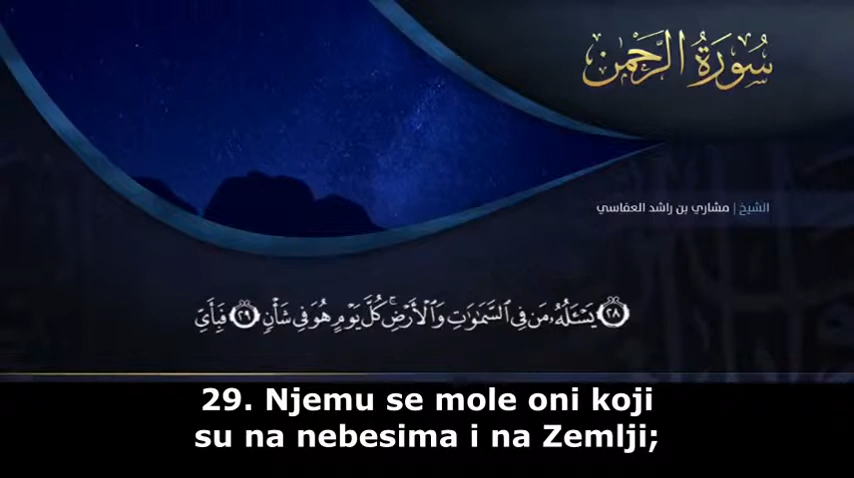 سُورَةُ الرَّحْمٰن
الشيخ | مشاري بن راشد العفاسي
۝٢٨ يَسْـَٔلُهُۥ مَن فِى ٱلسَّمَـٰوَٰتِ وَٱلْأَرْضِ ۚ كُلَّ يَوْمٍ هُوَ فِى شَأْنٍ ۝٢٩ فَبِأَىِّ
29. Njemu se mole oni koji
su na nebesima i na Zemlji;